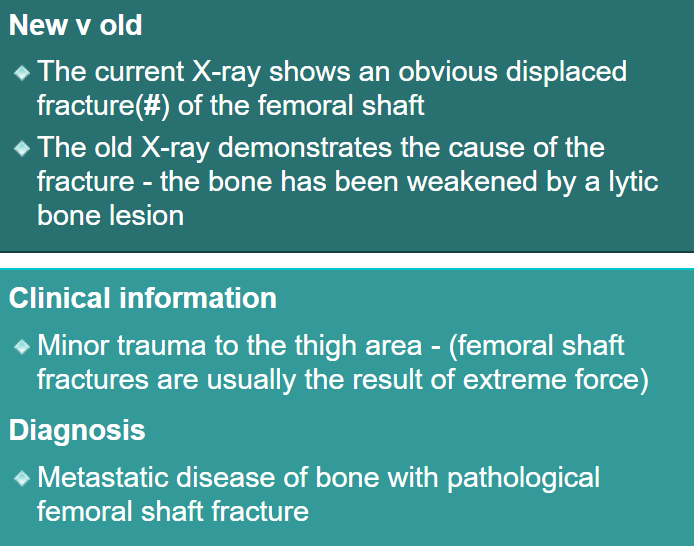 New v old
The current X-ray shows an obvious displaced
fracture(#) of the femoral shaft
The old X-ray demonstrates the cause of the
fracture - the bone has been weakened by a lytic
bone lesion
Clinical information
Minor trauma to the thigh area - (femoral shaft
fractures are usually the result of extreme force)
Diagnosis
Metastatic disease of bone with pathological
femoral shaft fracture